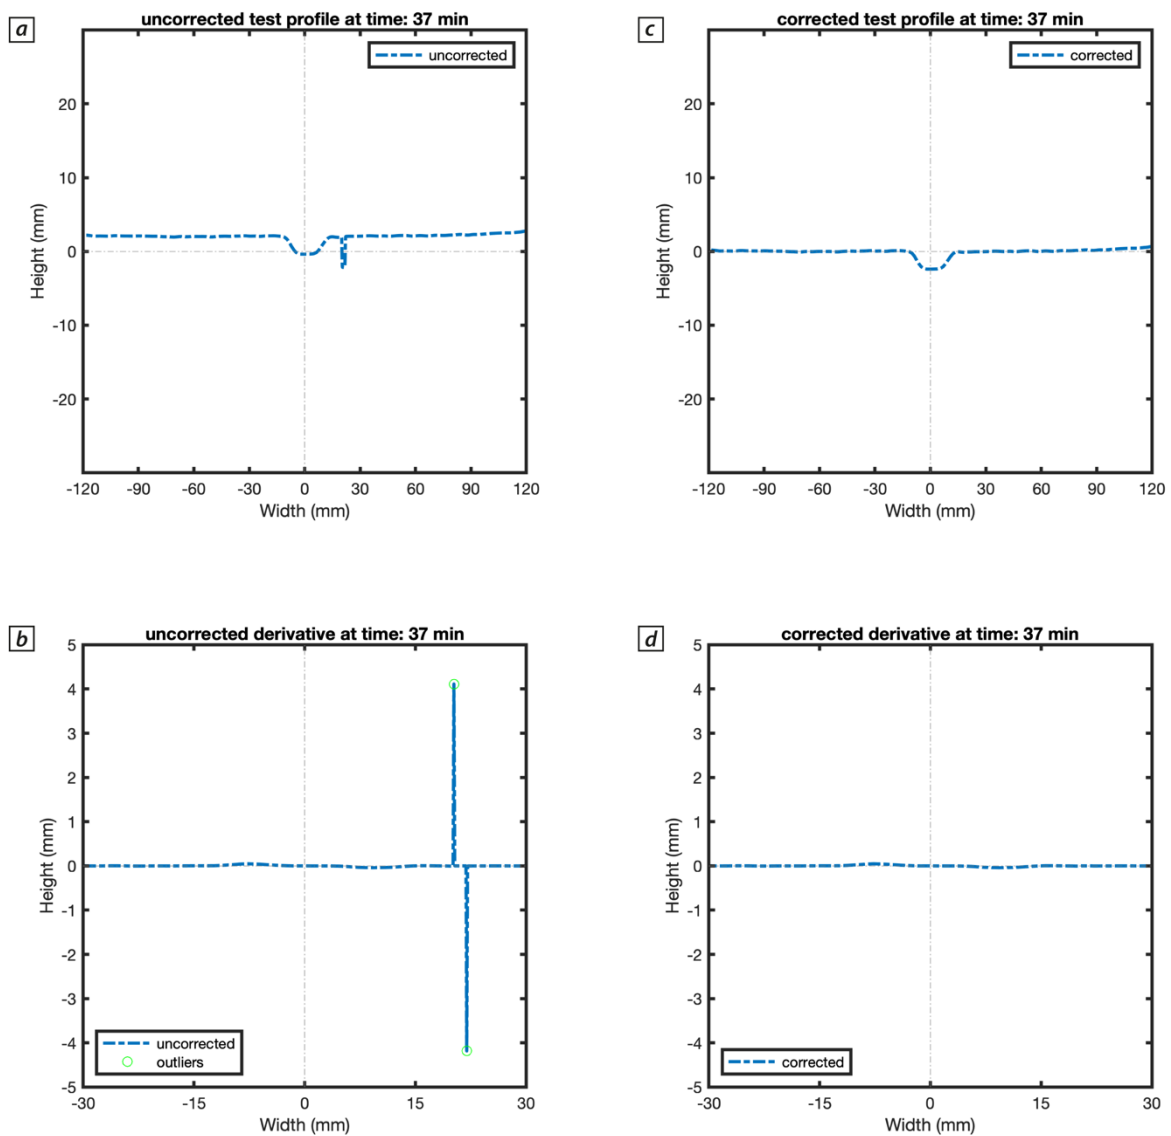 a
uncorrected test profile at time: 37 min
uncorrected
20
10
0
-10
-20
Height (mm)
-120 -90 -60 -30 0 30 60 90 120
Width (mm)
c
corrected test profile at time: 37 min
corrected
20
10
0
-10
-20
Height (mm)
-120 -90 -60 -30 0 30 60 90 120
Width (mm)
b
uncorrected derivative at time: 37 min
5
4
3
2
1
0
-1
-2
-3
-4
-5
Height (mm)
uncorrected
outliers
-30 -15 0 15 30
Width (mm)
d
corrected derivative at time: 37 min
5
4
3
2
1
0
-1
-2
-3
-4
-5
Height (mm)
corrected
-30 -15 0 15 30
Width (mm)